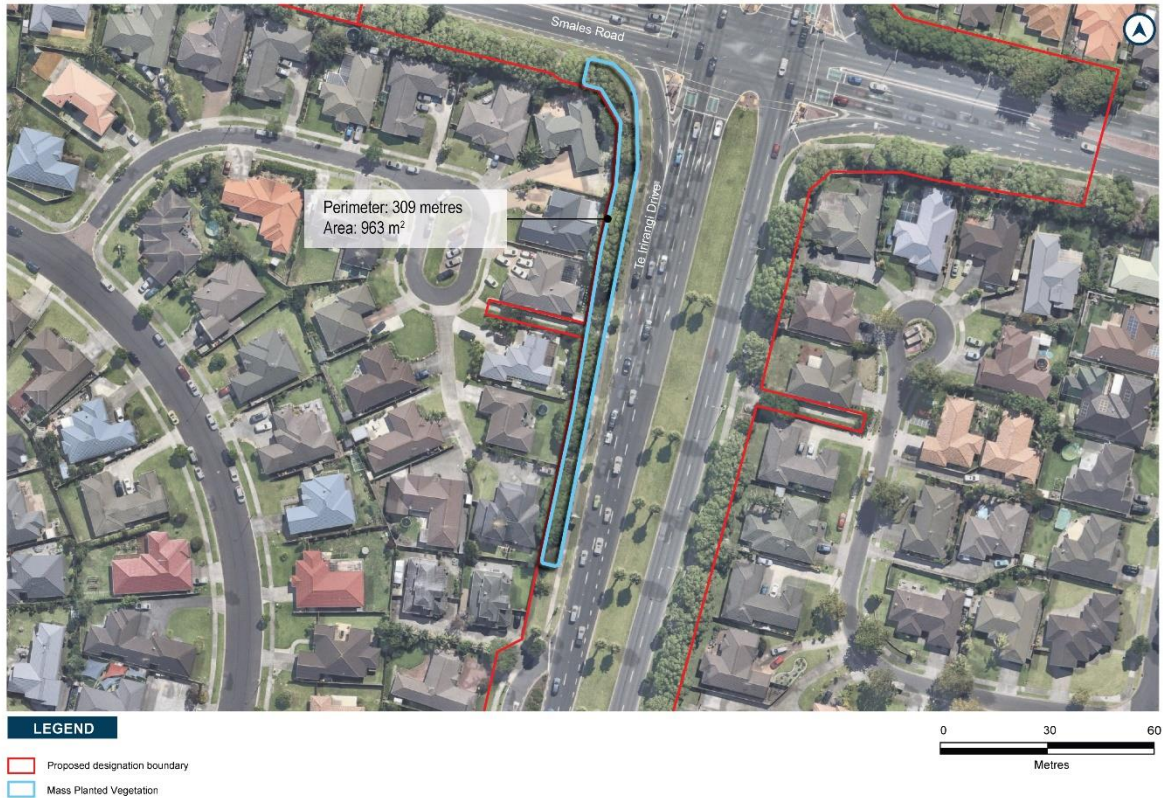 Smales Road
Te Irirangi Drive
Perimeter: 309 metres
Area: 963 m²
LEGEND
Proposed designation boundary
Mass Planted Vegetation
0 30 60
Metres